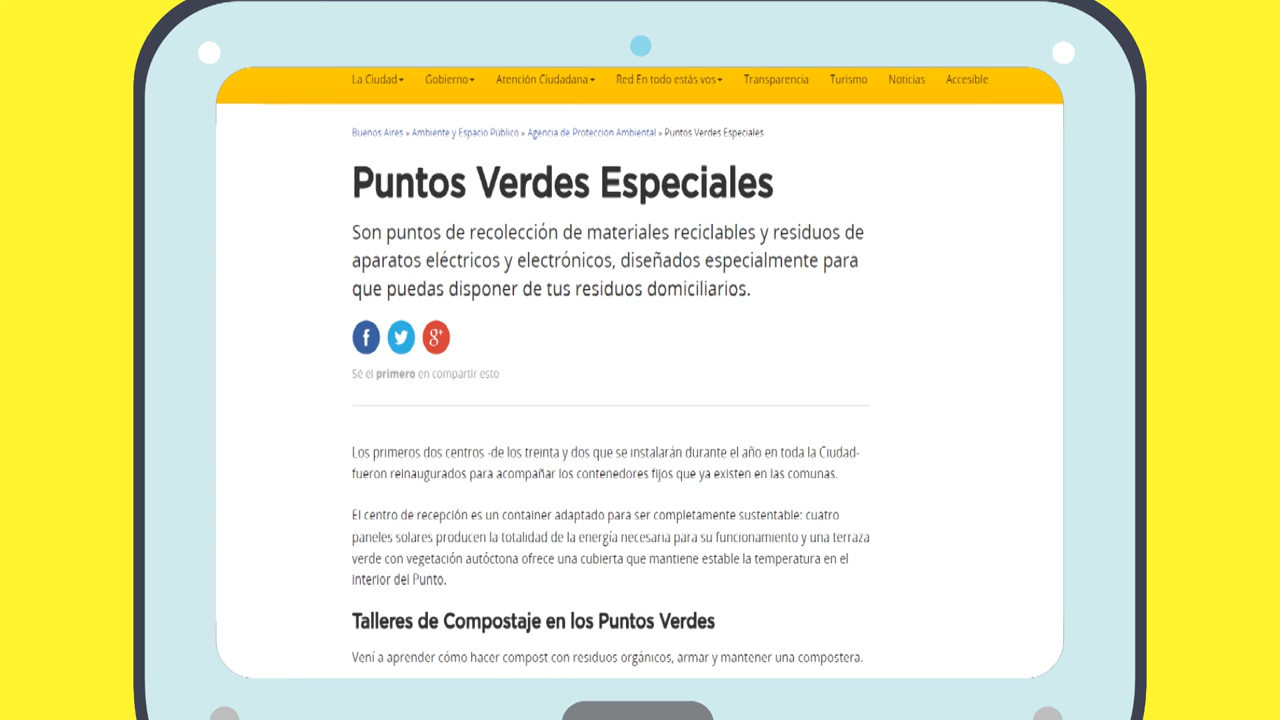 La Ciudad Gobierno Atención Ciudadana Red En todo estás vos Transparencia Turismo Noticias Accesible
Buenos Aires » Ambiente y Espacio Público » Agencia de Protección Ambiental » Puntos Verdes Especiales
Puntos Verdes Especiales
Son puntos de recolección de materiales reciclables y residuos de
aparatos eléctricos y electrónicos, diseñados especialmente para
que puedas disponer de tus residuos domiciliarios.
f g+
Sé el primero en compartir esto
Los primeros dos centros -de los treinta y dos que se instalarán durante el año en toda la Ciudad-
fueron reinaugurados para acompañar los contenedores fijos que ya existen en las comunas.
El centro de recepción es un container adaptado para ser completamente sustentable: cuatro
paneles solares producen la totalidad de la energía necesaria para su funcionamiento y una terraza
verde con vegetación autóctona ofrece una cubierta que mantiene estable la temperatura en el
interior del Punto.
Talleres de Compostaje en los Puntos Verdes
Vení a aprender cómo hacer compost con residuos orgánicos, armar y mantener una compostera.